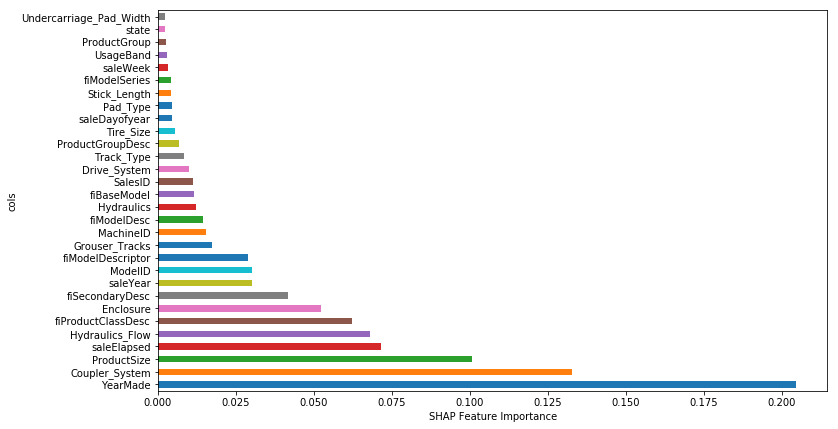 Undercarriage_Pad_Width
state
ProductGroup
UsageBand
saleWeek
fiModelSeries
Stick_Length
Pad_Type
saleDayofyear
Tire_Size
ProductGroupDesc
Track_Type
Drive_System
SalesID
fiBaseModel
Hydraulics
fiModelDesc
MachineID
Grouser_Tracks
fiModelDescriptor
ModelID
saleYear
fiSecondaryDesc
Enclosure
fiProductClassDesc
Hydraulics_Flow
saleElapsed
ProductSize
Coupler_System
YearMade
cols
0.000 0.025 0.050 0.075 0.100 0.125 0.150 0.175 0.200
SHAP Feature Importance